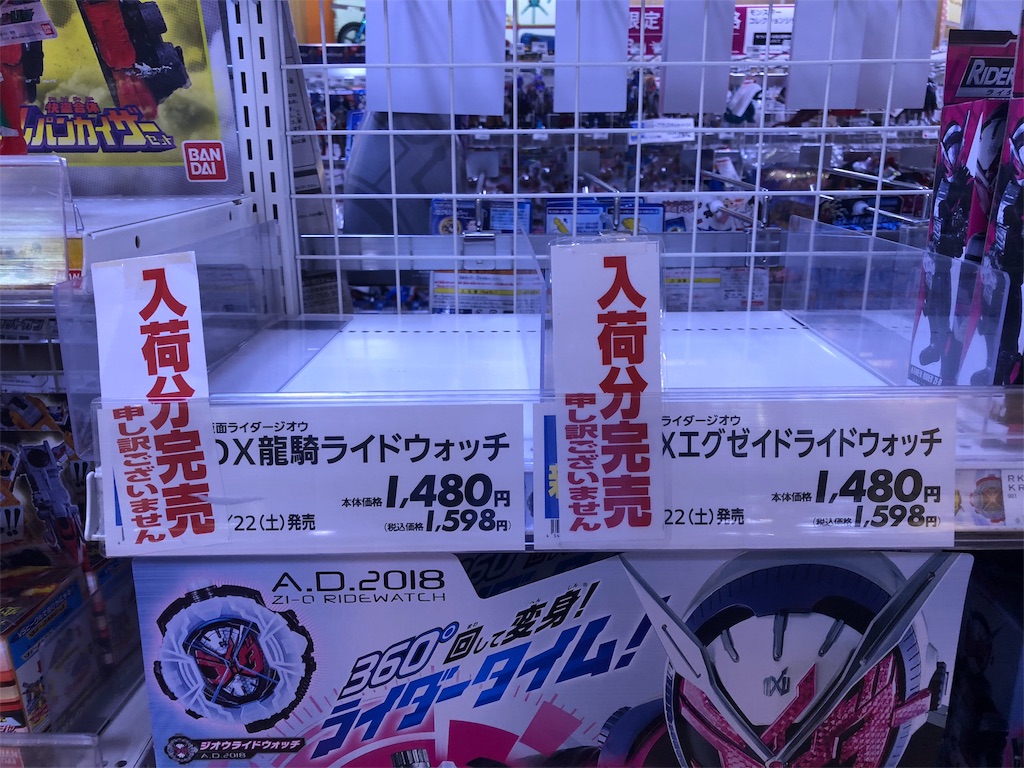 BAN
DAI
限定
入荷分完売
申し訳ございません
面ライダージオウ
DX龍騎ライドウォッチ
本体価格1,480円
(税込価格1,598円)
/22(土)発売
入荷分完売
申し訳ございません
ライダージオウ
Xエグゼイドライドウォッチ
本体価格1,480円
(税込価格1,598円)
22(土)発売
RIDER
A.D.2018
ZI-O RIDEWATCH
360°回して変身!
ライダータイム!
ジオウライドウォッチ
A.D.2018